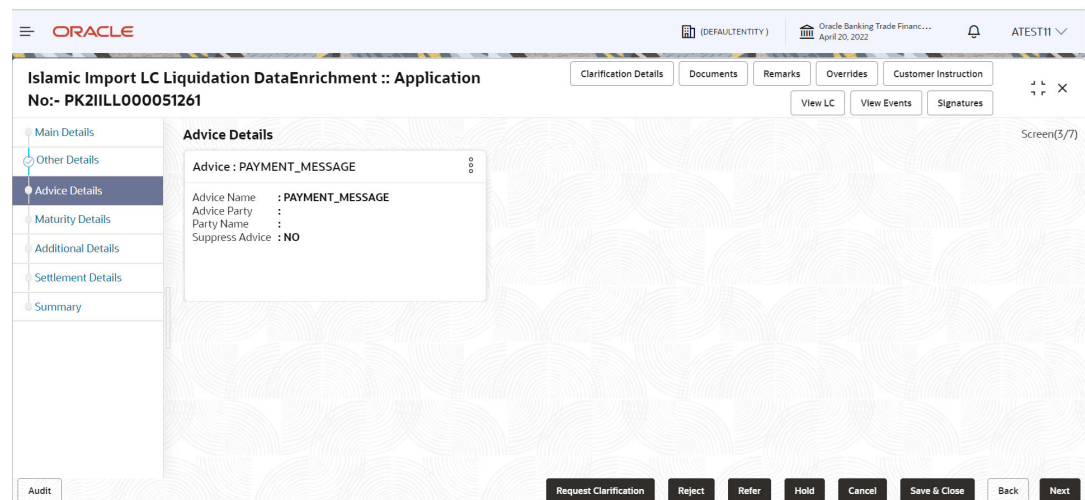 ORACLE
(DEFAULTENTITY )
Oracle Banking Trade Financ...
April 20, 2022
ATEST11
Islamic Import LC Liquidation DataEnrichment :: Application
No:- PK2IILL000051261
Clarification Details
Documents
Remarks
Overrides
Customer Instruction
View LC
View Events
Signatures
Main Details
Other Details
Advice Details
Maturity Details
Additional Details
Settlement Details
Summary
Advice Details
Screen(3/7)
Advice : PAYMENT_MESSAGE
Advice Name : PAYMENT_MESSAGE
Advice Party :
Party Name :
Suppress Advice : NO
Audit
Request Clarification
Reject
Refer
Hold
Cancel
Save & Close
Back
Next